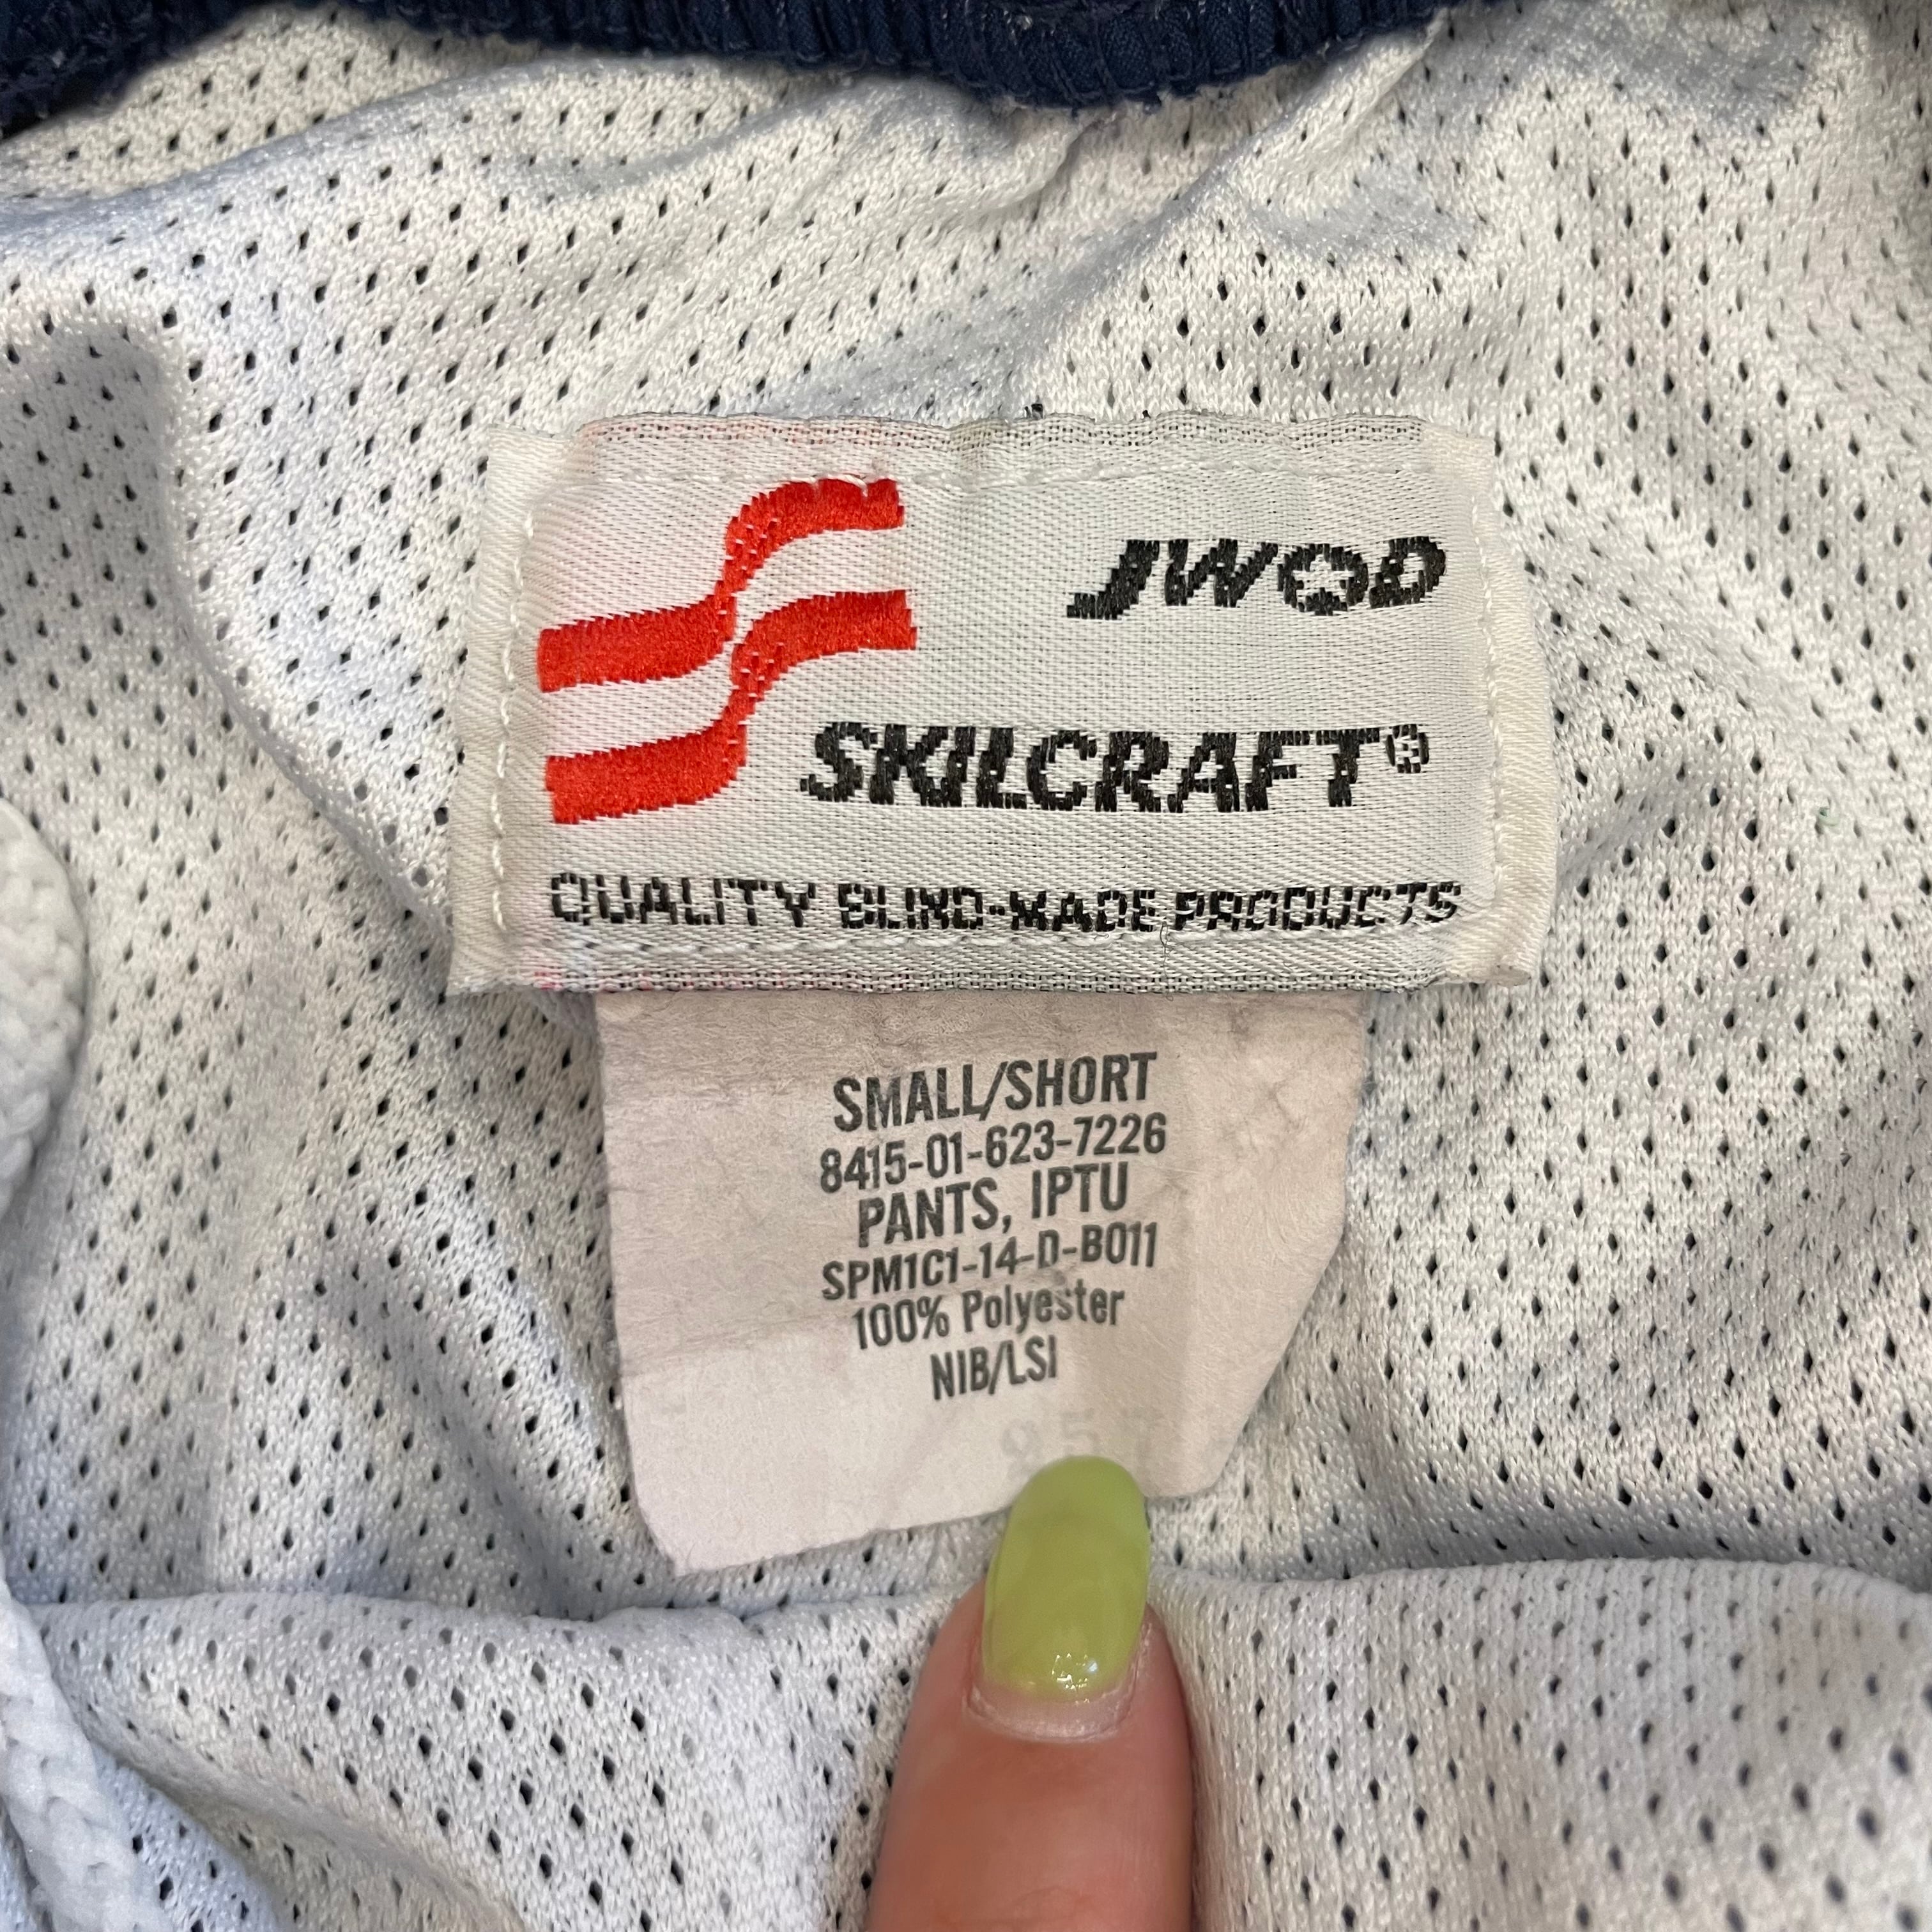 JWOD
SKILCRAFT®
QUALITY BLIND-MADE PRODUCTS
SMALL/SHORT
8415-01-623-7226
PANTS, IPTU
SPM1C1-14-D-B011
100% Polyester
NIB/LSI